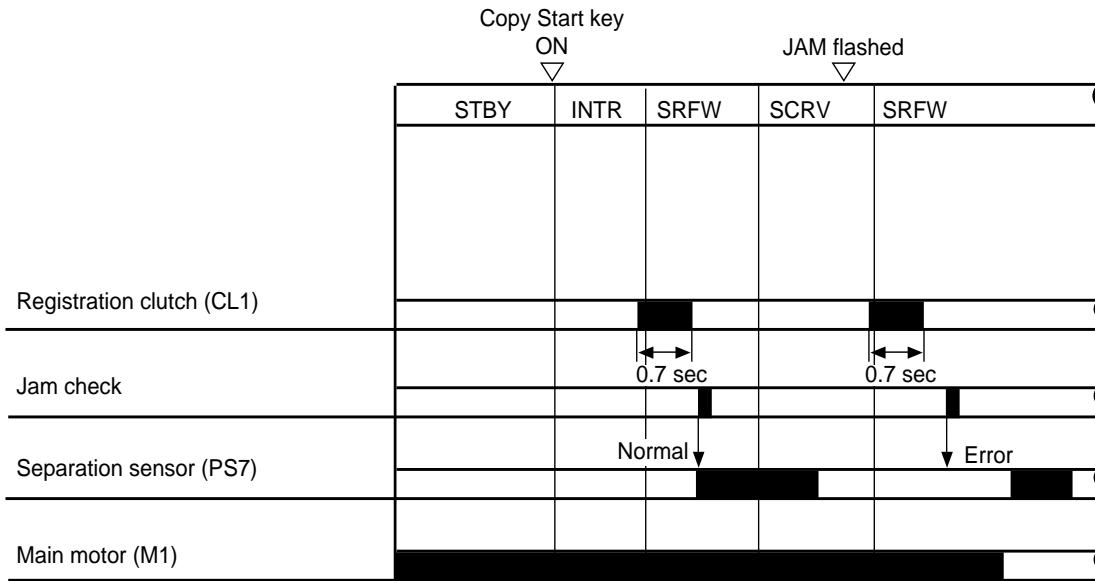 Copy Start key
ON
JAM flashed
STBY
INTR
SRFW
SCRV
SRFW
Registration clutch (CL1)
0.7 sec
0.7 sec
Jam check
Normal
Error
Separation sensor (PS7)
Main motor (M1)